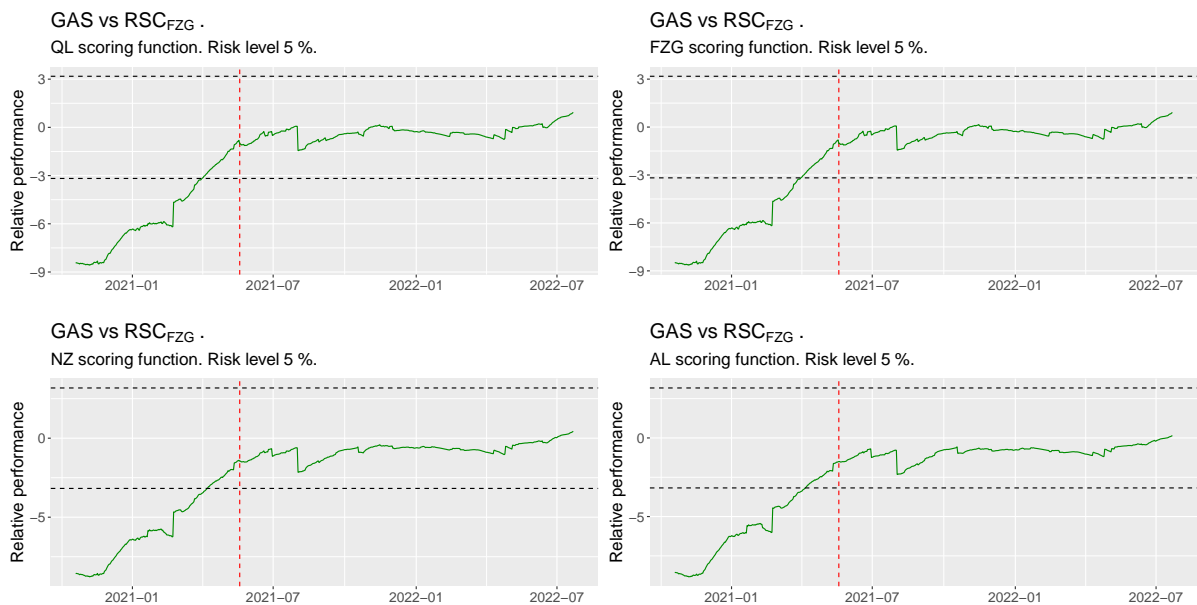 GAS vs RSC_FZG .
QL scoring function. Risk level 5 %.
Relative performance
3
0
−3
−6
−9
2021−01
2021−07
2022−01
2022−07
GAS vs RSC_FZG .
FZG scoring function. Risk level 5 %.
Relative performance
3
0
−3
−6
−9
2021−01
2021−07
2022−01
2022−07
GAS vs RSC_FZG .
NZ scoring function. Risk level 5 %.
Relative performance
0
−5
2021−01
2021−07
2022−01
2022−07
GAS vs RSC_FZG .
AL scoring function. Risk level 5 %.
Relative performance
0
−5
2021−01
2021−07
2022−01
2022−07